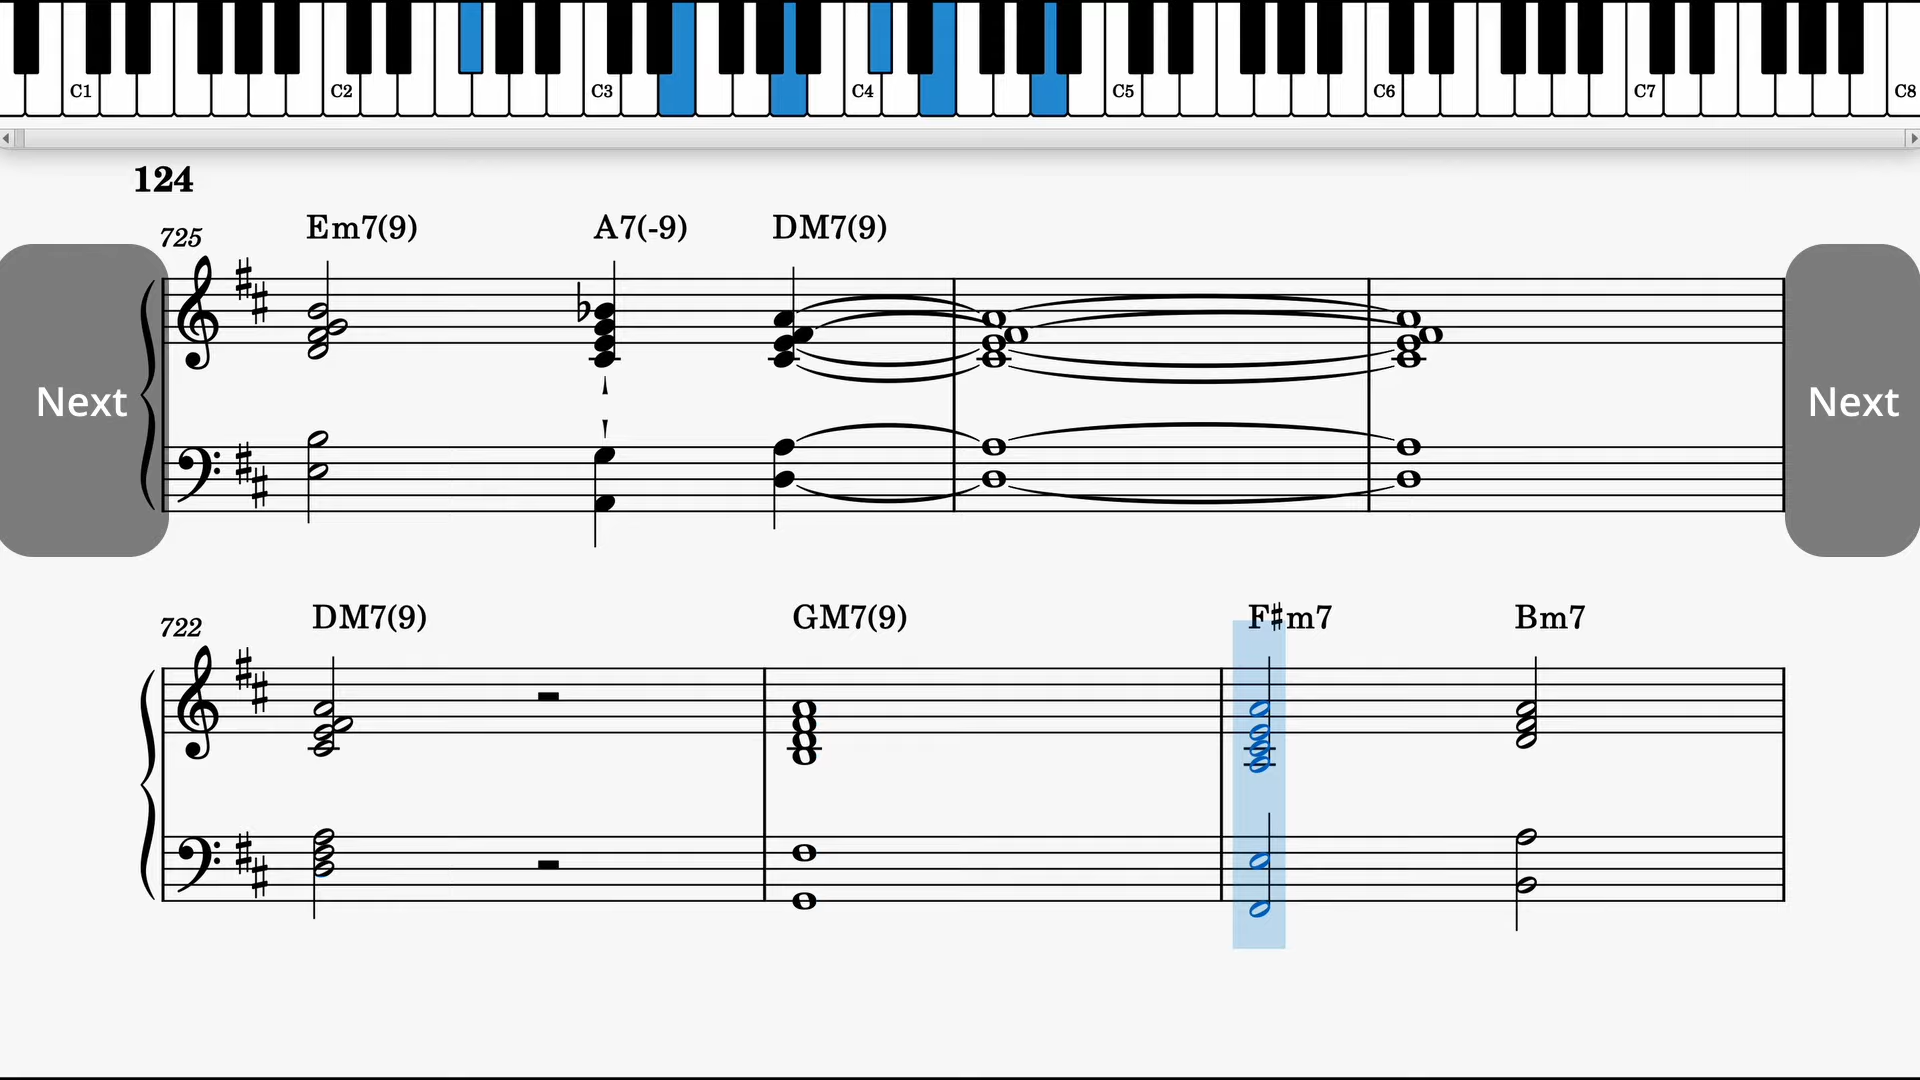 C1 C2 C3 C4 C5 C6 C7 C8
124
725 Em7(9) A7(-9) DM7(9)
Next Next
722 DM7(9) GM7(9) F♯m7 Bm7